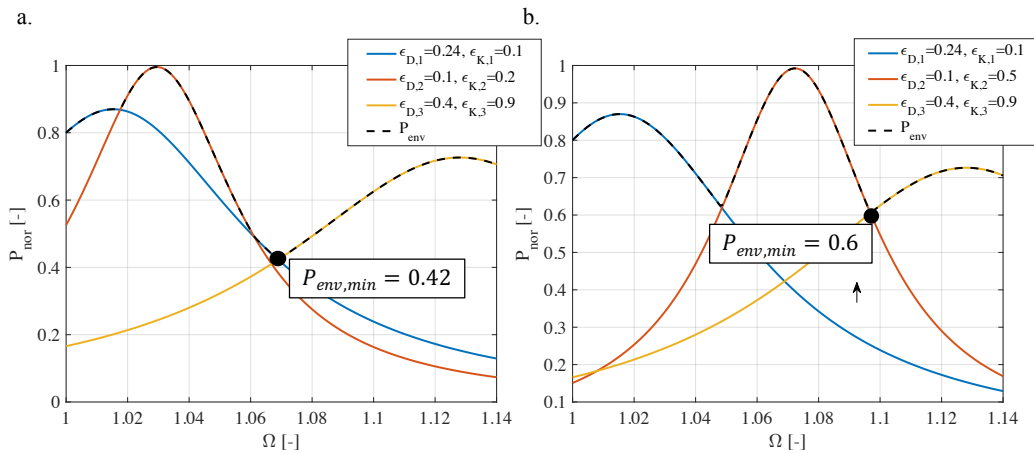 a.
ϵD,1=0.24, ϵK,1=0.1
ϵD,2=0.1, ϵK,2=0.2
ϵD,3=0.4, ϵK,3=0.9
Penv
1
0.8
0.6
0.4
0.2
0
Pnor [-]
Penv,min = 0.42
1
1.02
1.04
1.06
1.08
1.1
1.12
1.14
Ω [-]
b.
ϵD,1=0.24, ϵK,1=0.1
ϵD,2=0.1, ϵK,2=0.5
ϵD,3=0.4, ϵK,3=0.9
Penv
1
0.9
0.8
0.7
0.6
0.5
0.4
0.3
0.2
0.1
Pnor [-]
Penv,min = 0.6
1
1.02
1.04
1.06
1.08
1.1
1.12
1.14
Ω [-]